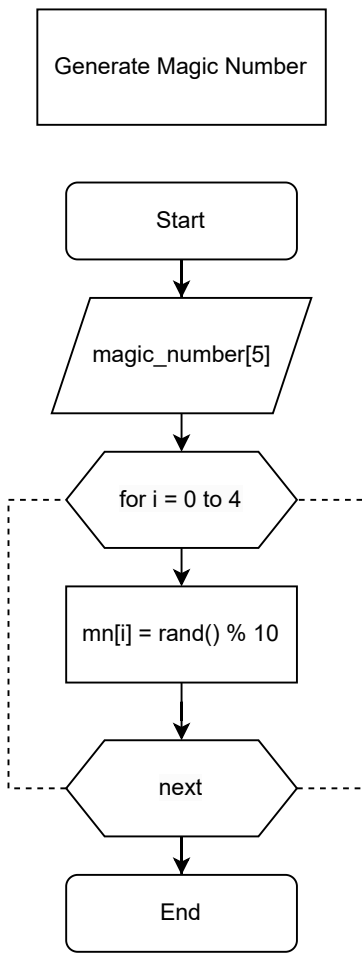 Generate Magic Number
Start
magic_number[5]
for i = 0 to 4
mn[i] = rand() % 10
next
End